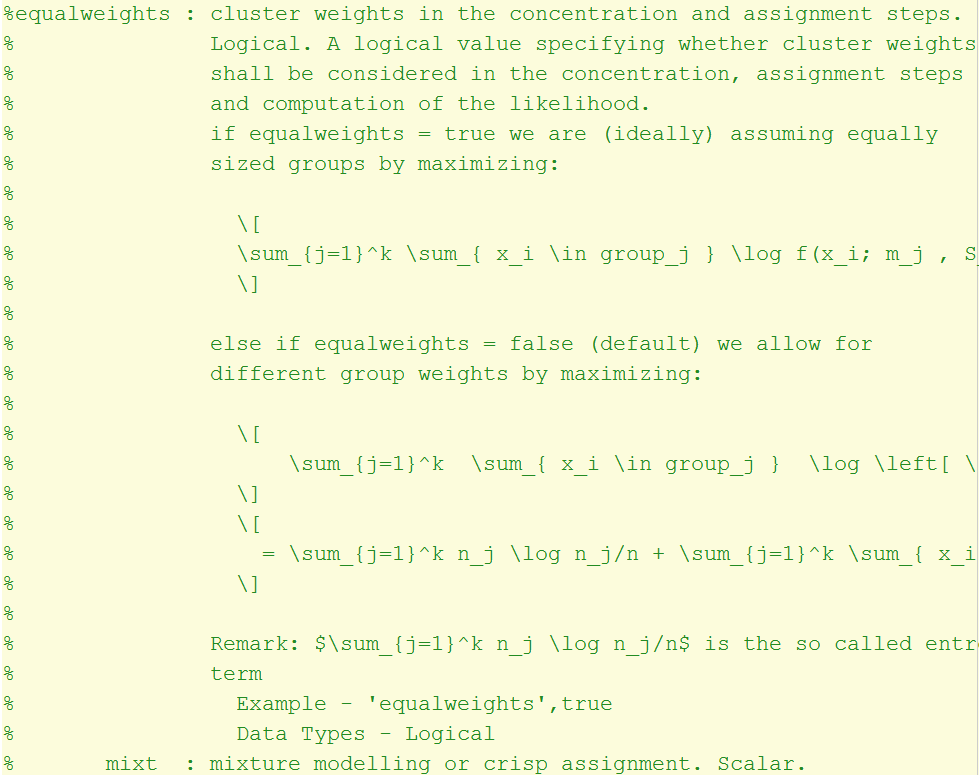 %equalweights : cluster weights in the concentration and assignment steps.
% Logical. A logical value specifying whether cluster weights
% shall be considered in the concentration, assignment steps
% and computation of the likelihood.
% if equalweights = true we are (ideally) assuming equally
% sized groups by maximizing:
%
% \[
% \sum_{j=1}^k \sum_{ x_i \in group_j } \log f(x_i; m_j , S_
% \]
%
% else if equalweights = false (default) we allow for
% different group weights by maximizing:
%
% \[
% \sum_{j=1}^k \sum_{ x_i \in group_j } \log \left[ \
% \]
% \[
% = \sum_{j=1}^k n_j \log n_j/n + \sum_{j=1}^k \sum_{ x_i
% \]
%
% Remark: $\sum_{j=1}^k n_j \log n_j/n$ is the so called entr
% term
% Example - 'equalweights',true
% Data Types - Logical
% mixt : mixture modelling or crisp assignment. Scalar.